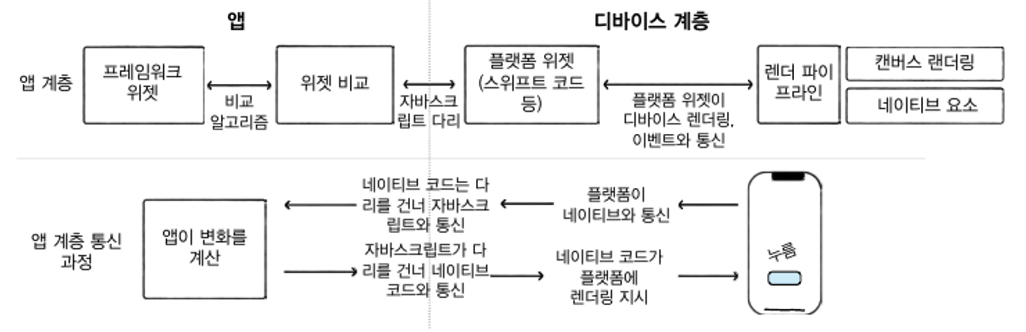 앱
디바이스 계층
앱 계층
프레임워크
위젯
비교
알고리즘
위젯 비교
자바스크
립트 다리
플랫폼 위젯
(스위프트 코드
등)
플랫폼 위젯이
디바이스 렌더링,
이벤트와 통신
렌더 파이
프라인
캔버스 랜더링
네이티브 요소
앱 계층 통신
과정
앱이 변화를
계산
네이티브 코드는 다
리를 건너 자바스크
립트와 통신
플랫폼이
네이티브와 통신
자바스크립트가 다
리를 건너 네이티브
코드와 통신
네이티브 코드가
플랫폼에
렌더링 지시
누름